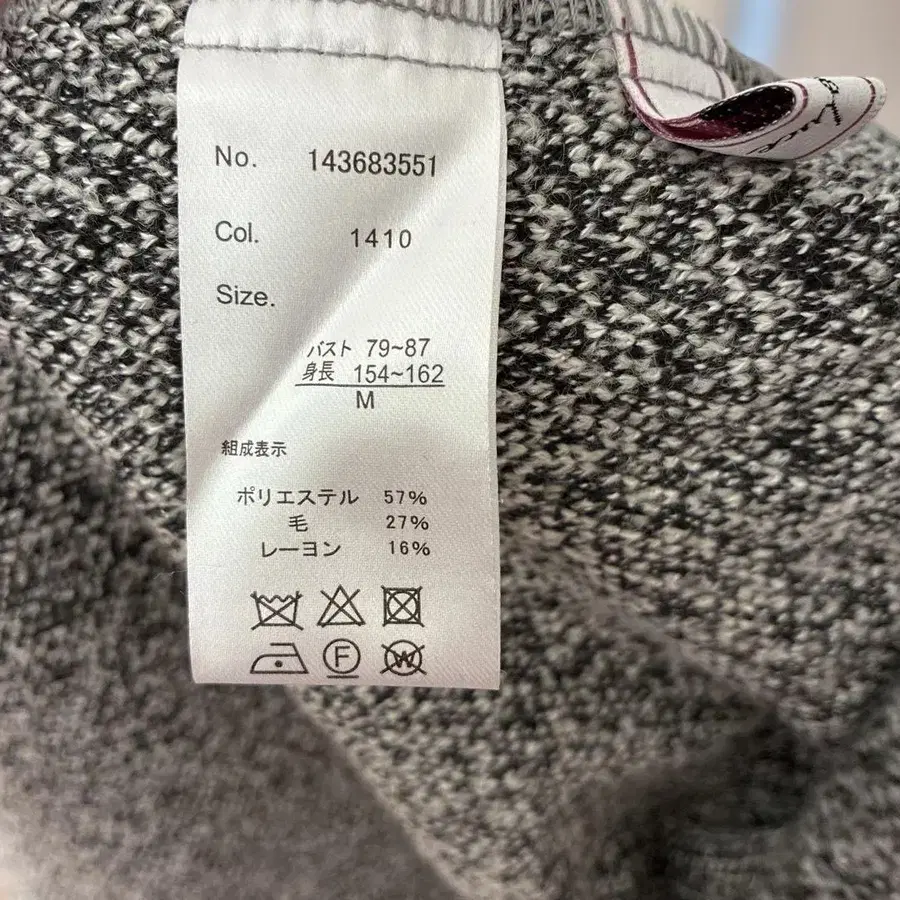 No. 143683551
Col. 1410
Size.
バスト 79~87
身長 154~162
M
組成表示
ポリエステル 57%
毛 27%
レーヨン 16%
F
W